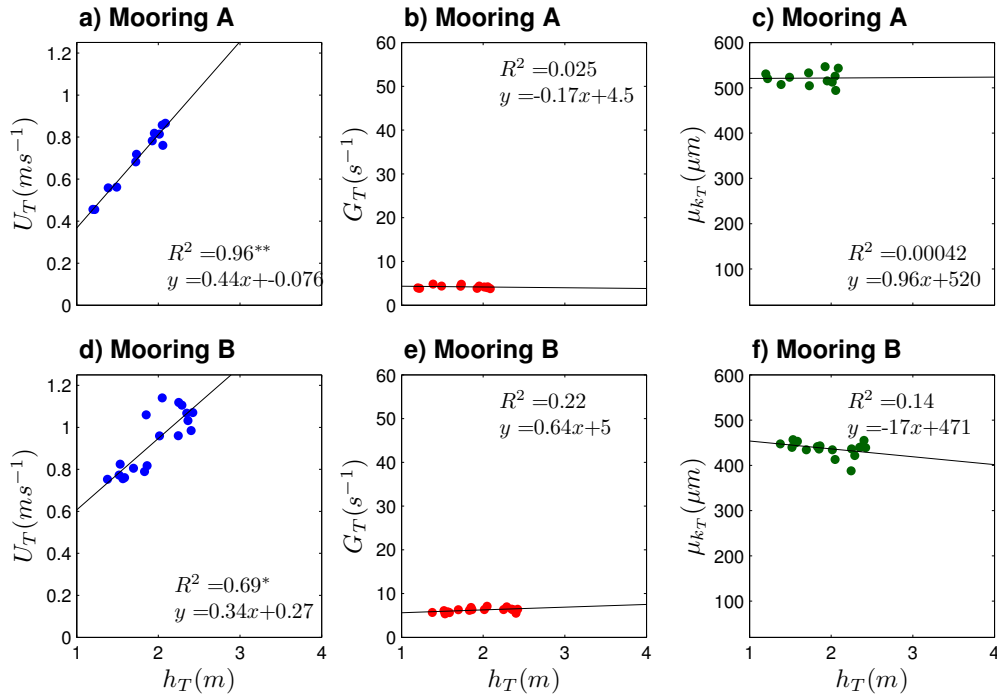 a) Mooring A
b) Mooring A
c) Mooring A
1.2
1
0.8
0.6
0.4
0.2
0
U_T(ms^{-1})
R^2 =0.96^{**}
y =0.44x+-0.076
60
50
40
30
20
10
0
G_T(s^{-1})
R^2 =0.025
y =-0.17x+4.5
600
500
400
300
200
100
μ_{k_T}(μm)
R^2 =0.00042
y =0.96x+520
d) Mooring B
e) Mooring B
f) Mooring B
1.2
1
0.8
0.6
0.4
0.2
0
U_T(ms^{-1})
R^2 =0.69^*
y =0.34x+0.27
1 2 3 4
h_T(m)
60
50
40
30
20
10
0
G_T(s^{-1})
R^2 =0.22
y =0.64x+5
1 2 3 4
h_T(m)
600
500
400
300
200
100
μ_{k_T}(μm)
R^2 =0.14
y =-17x+471
1 2 3 4
h_T(m)